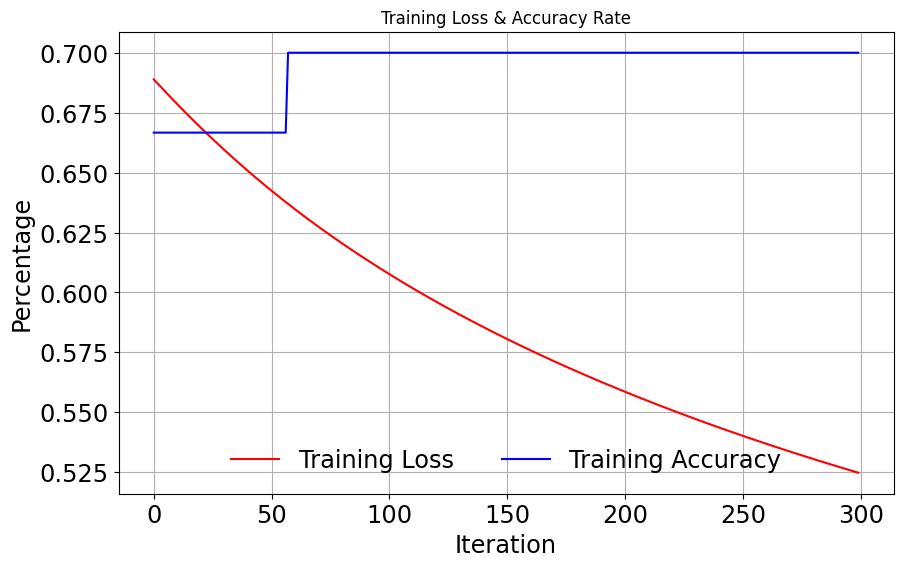 Training Loss & Accuracy Rate
0.700
0.675
0.650
0.625
0.600
0.575
0.550
0.525
Percentage
Training Loss
Training Accuracy
0 50 100 150 200 250 300
Iteration